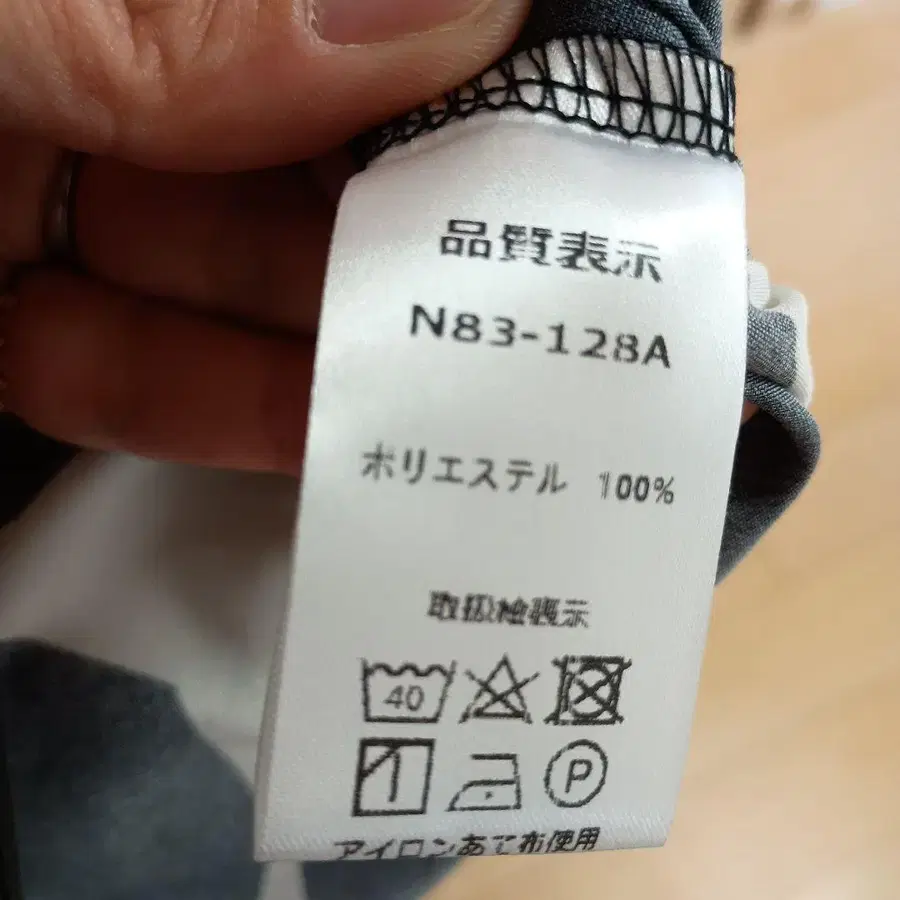 品質表示
N83-128A
ポリエステル 100%
取扱絵表示
40
P
アイロンあて布使用